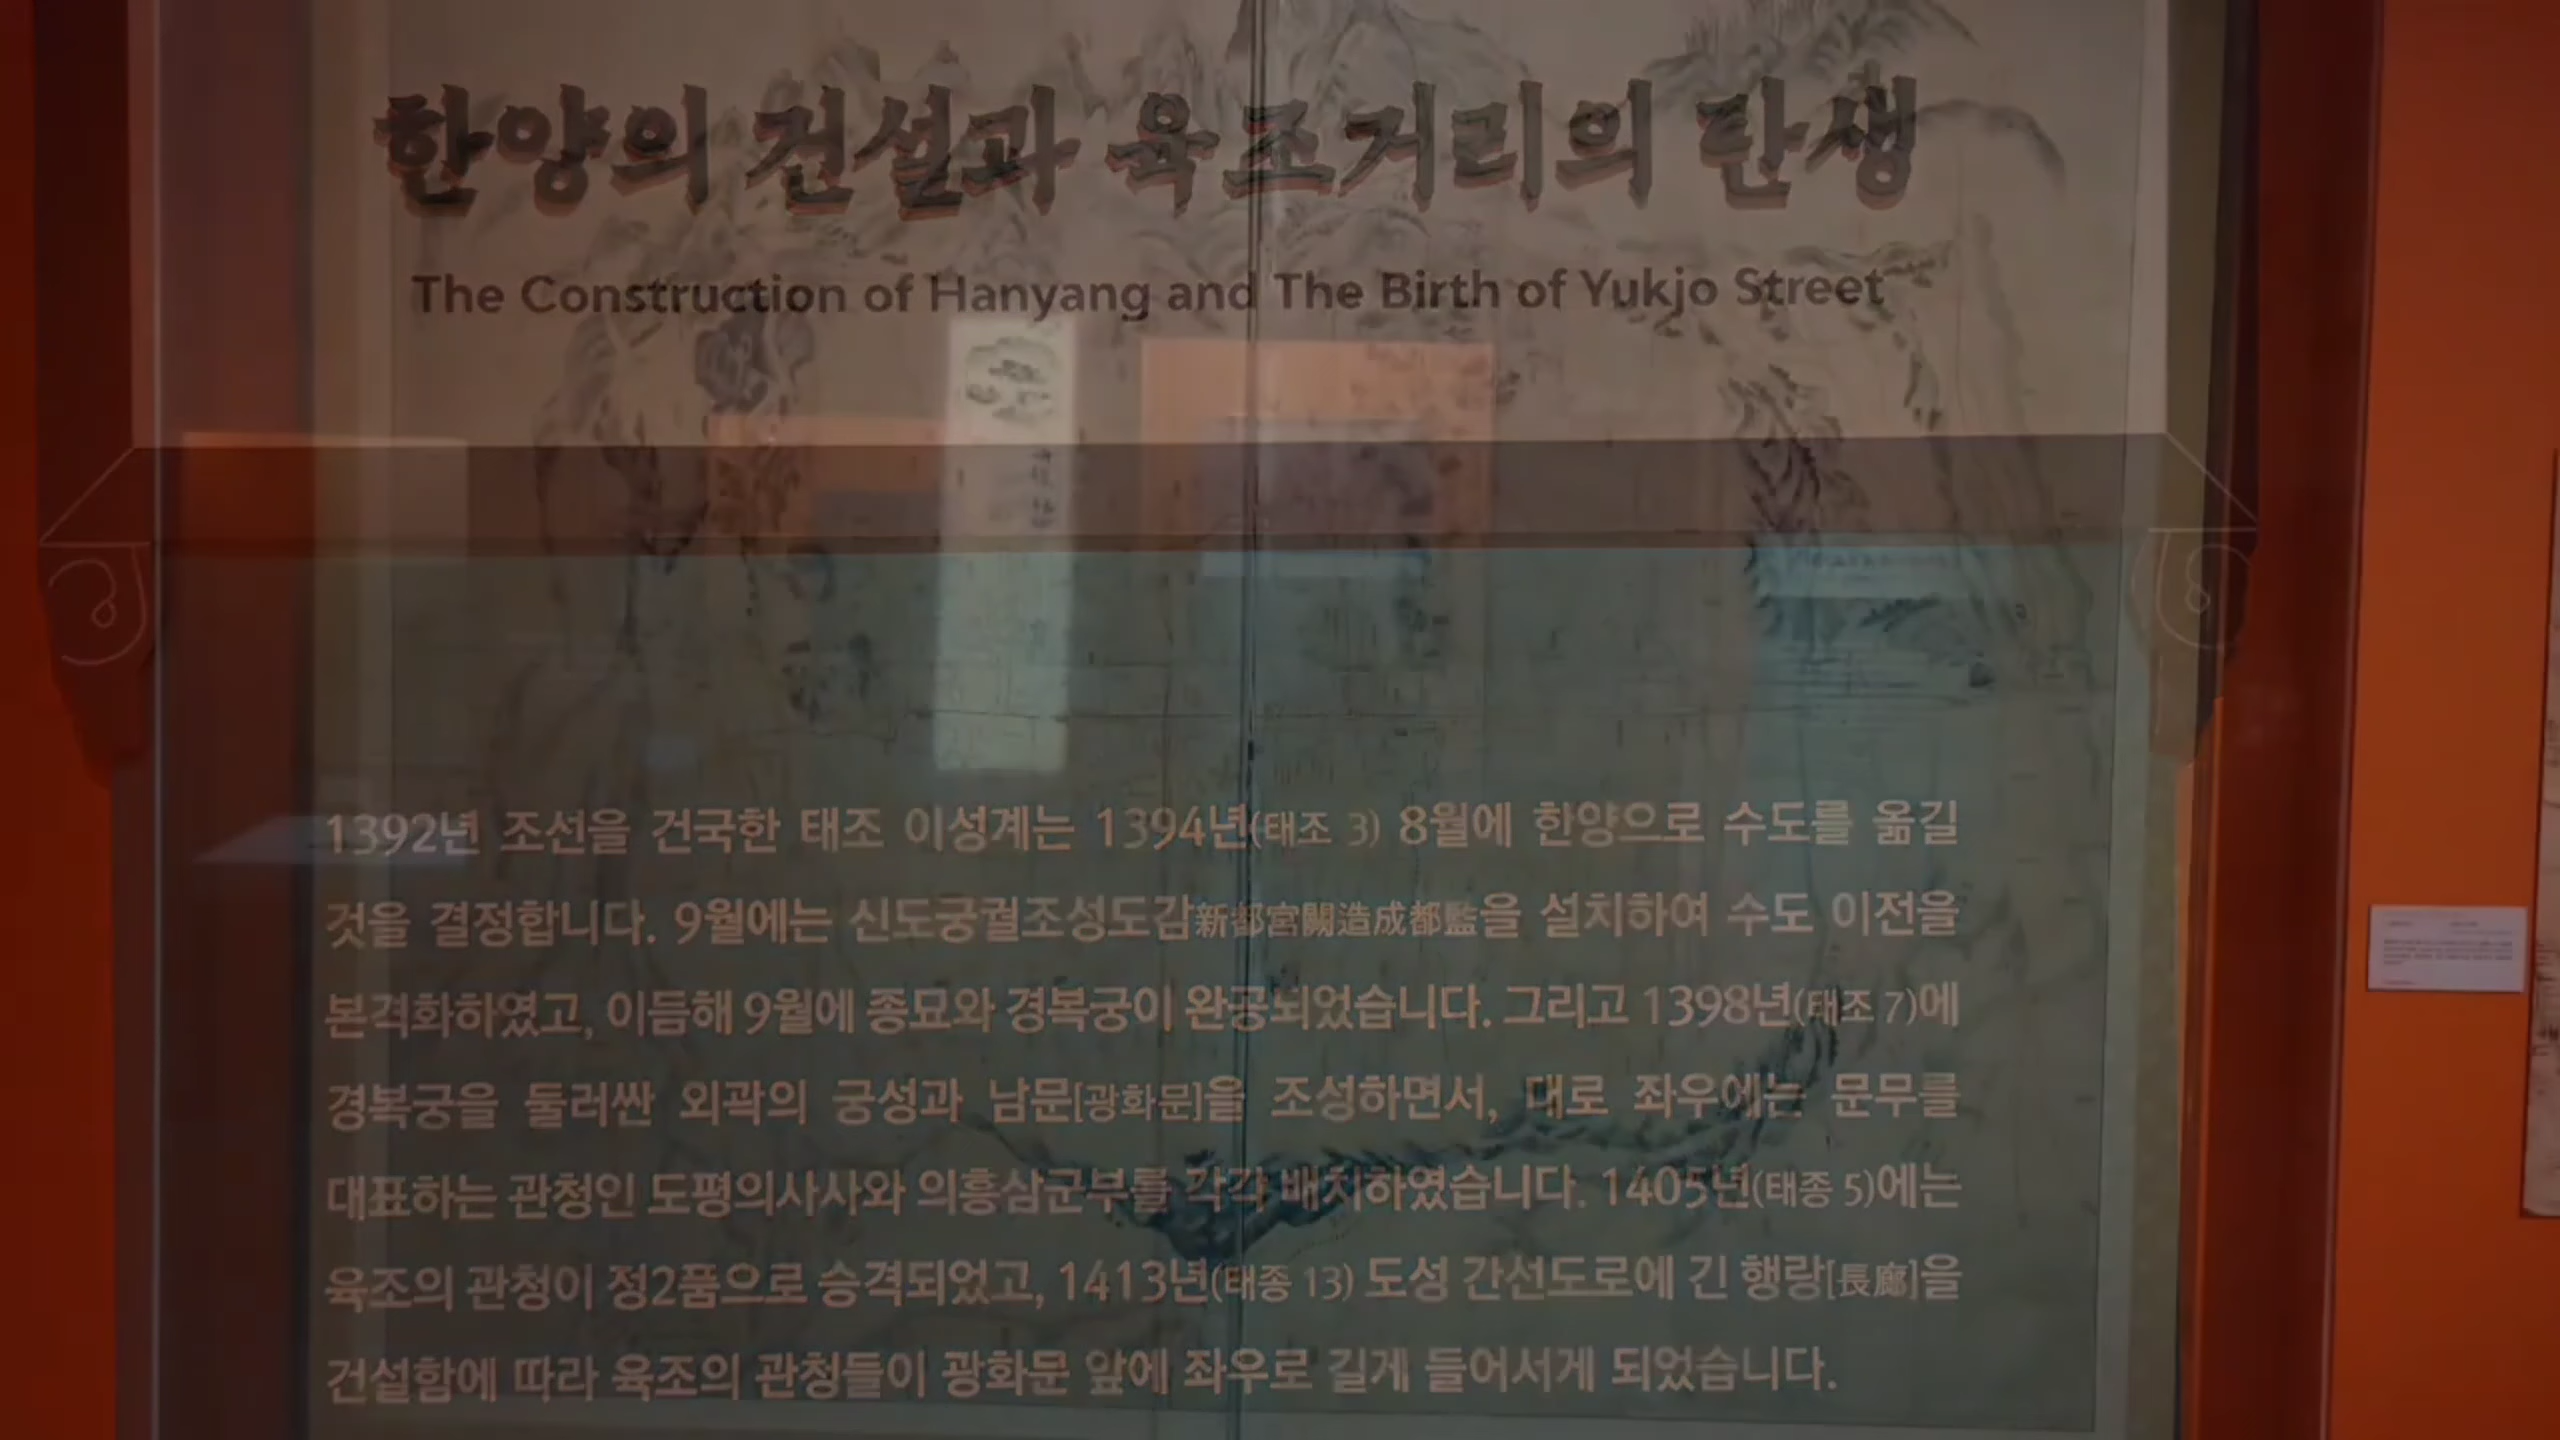 한양의 건설과 육조거리의 탄생
The Construction of Hanyang and The Birth of Yukjo Street
1392년 조선을 건국한 태조 이성계는 1394년(태조 3) 8월에 한양으로 수도를 옮길
것을 결정합니다. 9월에는 신도궁궐조성도감新都宮闕造成都監을 설치하여 수도 이전을
본격화하였고, 이듬해 9월에 종묘와 경복궁이 완공되었습니다. 그리고 1398년(태조 7)에
경복궁을 둘러싼 외곽의 궁성과 남문[광화문]을 조성하면서, 대로 좌우에는 문무를
대표하는 관청인 도평의사사와 의흥삼군부를 각각 배치하였습니다. 1405년(태종 5)에는
육조의 관청이 정2품으로 승격되었고, 1413년(태종 13) 도성 간선도로에 긴 행랑[長廊]을
건설함에 따라 육조의 관청들이 광화문 앞에 좌우로 길게 들어서게 되었습니다.